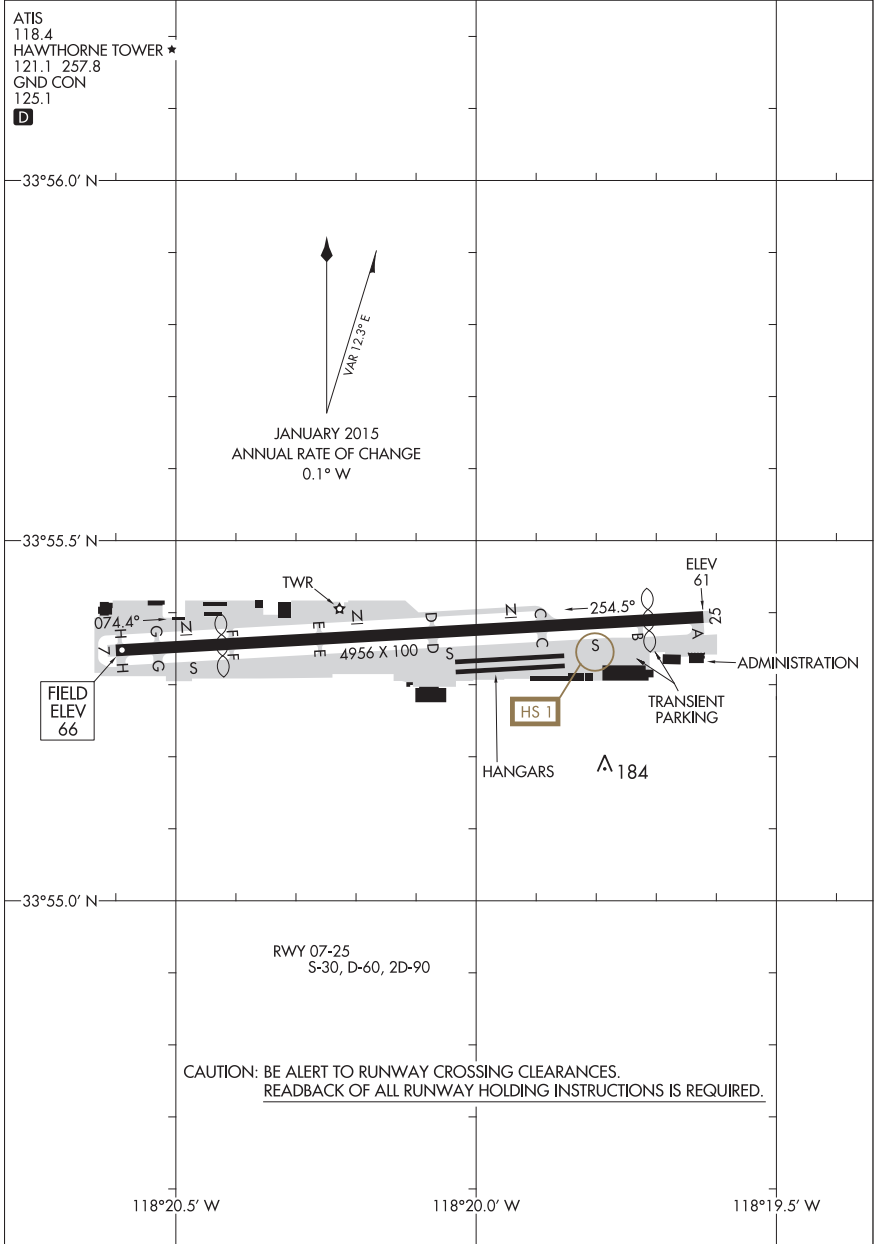 ATIS
118.4
HAWTHORNE TOWER ★
121.1 257.8
GND CON
125.1
D
33°56.0' N
VAR 12.3° E
JANUARY 2015
ANNUAL RATE OF CHANGE
0.1° W
33°55.5' N
TWR
ELEV
61
074.4°
254.5°
H
G
N
F
E
N
D
N
C
25
7
4956 X 100
H
G
S
F
E
D
S
C
S
B
A
ADMINISTRATION
FIELD
ELEV
66
HS 1
TRANSIENT
PARKING
HANGARS
184
33°55.0' N
RWY 07-25
S-30, D-60, 2D-90
CAUTION: BE ALERT TO RUNWAY CROSSING CLEARANCES.
READBACK OF ALL RUNWAY HOLDING INSTRUCTIONS IS REQUIRED.
118°20.5' W
118°20.0' W
118°19.5' W